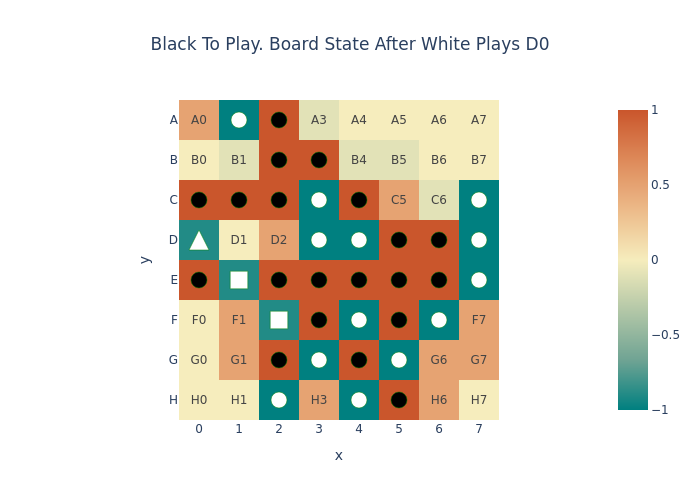 Black To Play. Board State After White Plays D0
A A0 A3 A4 A5 A6 A7 1
B B0 B1 B4 B5 B6 B7
C C5 C6 0.5
D D1 D2
y E 0
F F0 F1 F7 −0.5
G G0 G1 G6 G7
H H0 H1 H3 H6 H7 −1
0 1 2 3 4 5 6 7
x